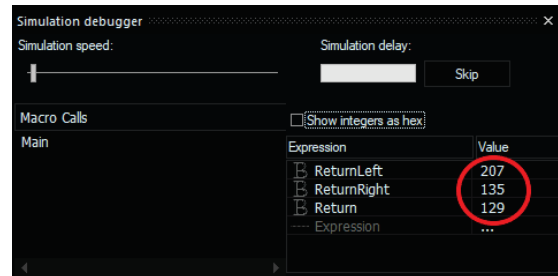 Simulation debugger
Simulation speed: Simulation delay:
Skip
Macro Calls
Show integers as hex
Main
Expression Value
B ReturnLeft 207
B ReturnRight 135
B Return 129
Expression ...